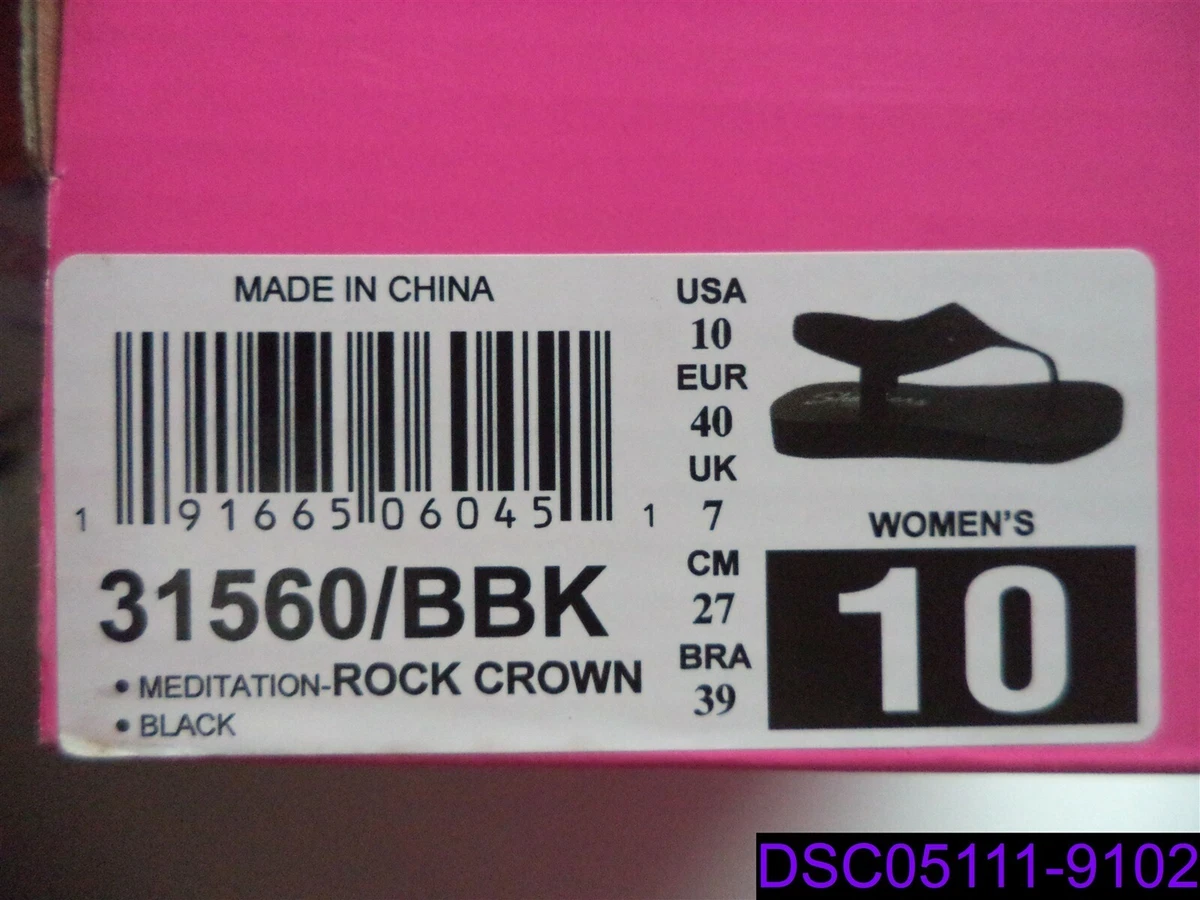 MADE IN CHINA
1 91665 06045 1
31560/BBK
• MEDITATION-ROCK CROWN
• BLACK
USA
10
EUR
40
UK
7
CM
27
BRA
39
Skechers
WOMEN'S
10
DSC05111-9102